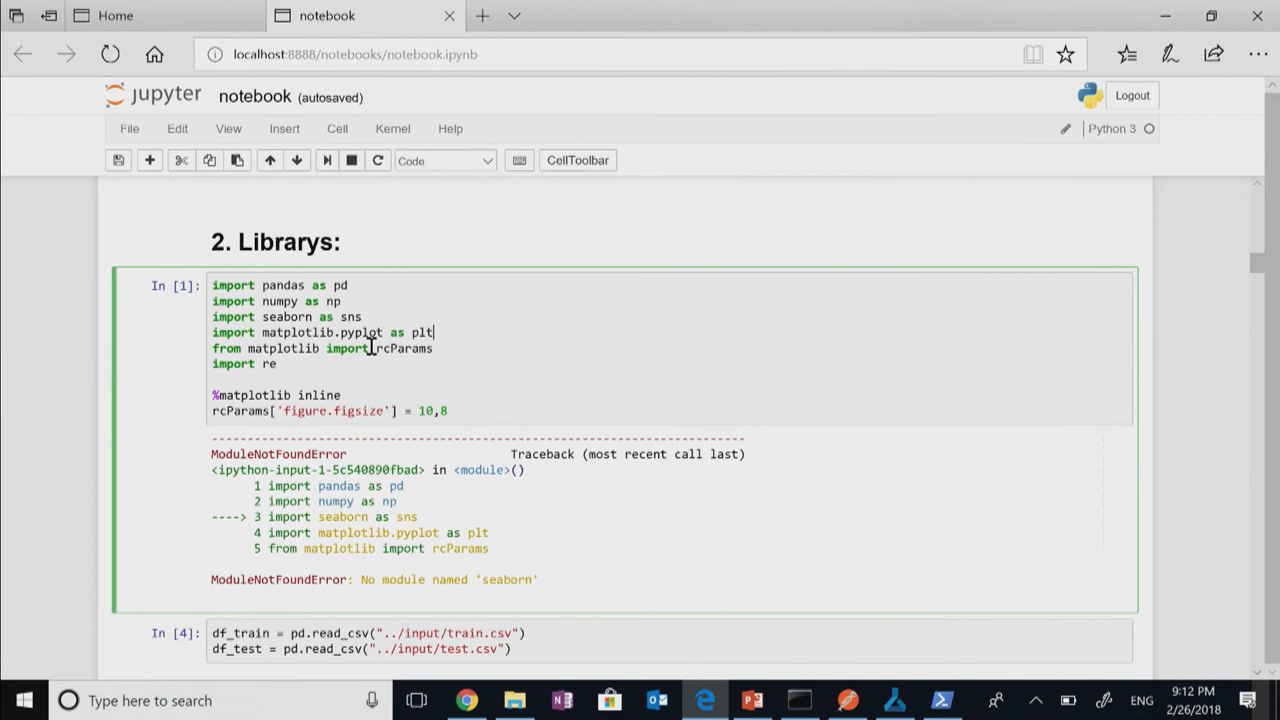 Home
notebook
localhost:8888/notebooks/notebook.ipynb
jupyter notebook (autosaved)
Logout
File Edit View Insert Cell Kernel Help
Python 3
Code
CellToolbar
2. Librarys:
In [1]:
import pandas as pd
import numpy as np
import seaborn as sns
import matplotlib.pyplot as plt
from matplotlib import rcParams
import re
%matplotlib inline
rcParams['figure.figsize'] = 10,8
---------------------------------------------------------------------------
ModuleNotFoundError Traceback (most recent call last)
<ipython-input-1-5c540890fbad> in <module>()
1 import pandas as pd
2 import numpy as np
----> 3 import seaborn as sns
4 import matplotlib.pyplot as plt
5 from matplotlib import rcParams
ModuleNotFoundError: No module named 'seaborn'
In [4]:
df_train = pd.read_csv("../input/train.csv")
df_test = pd.read_csv("../input/test.csv")
Type here to search
ENG
9:12 PM
2/26/2018